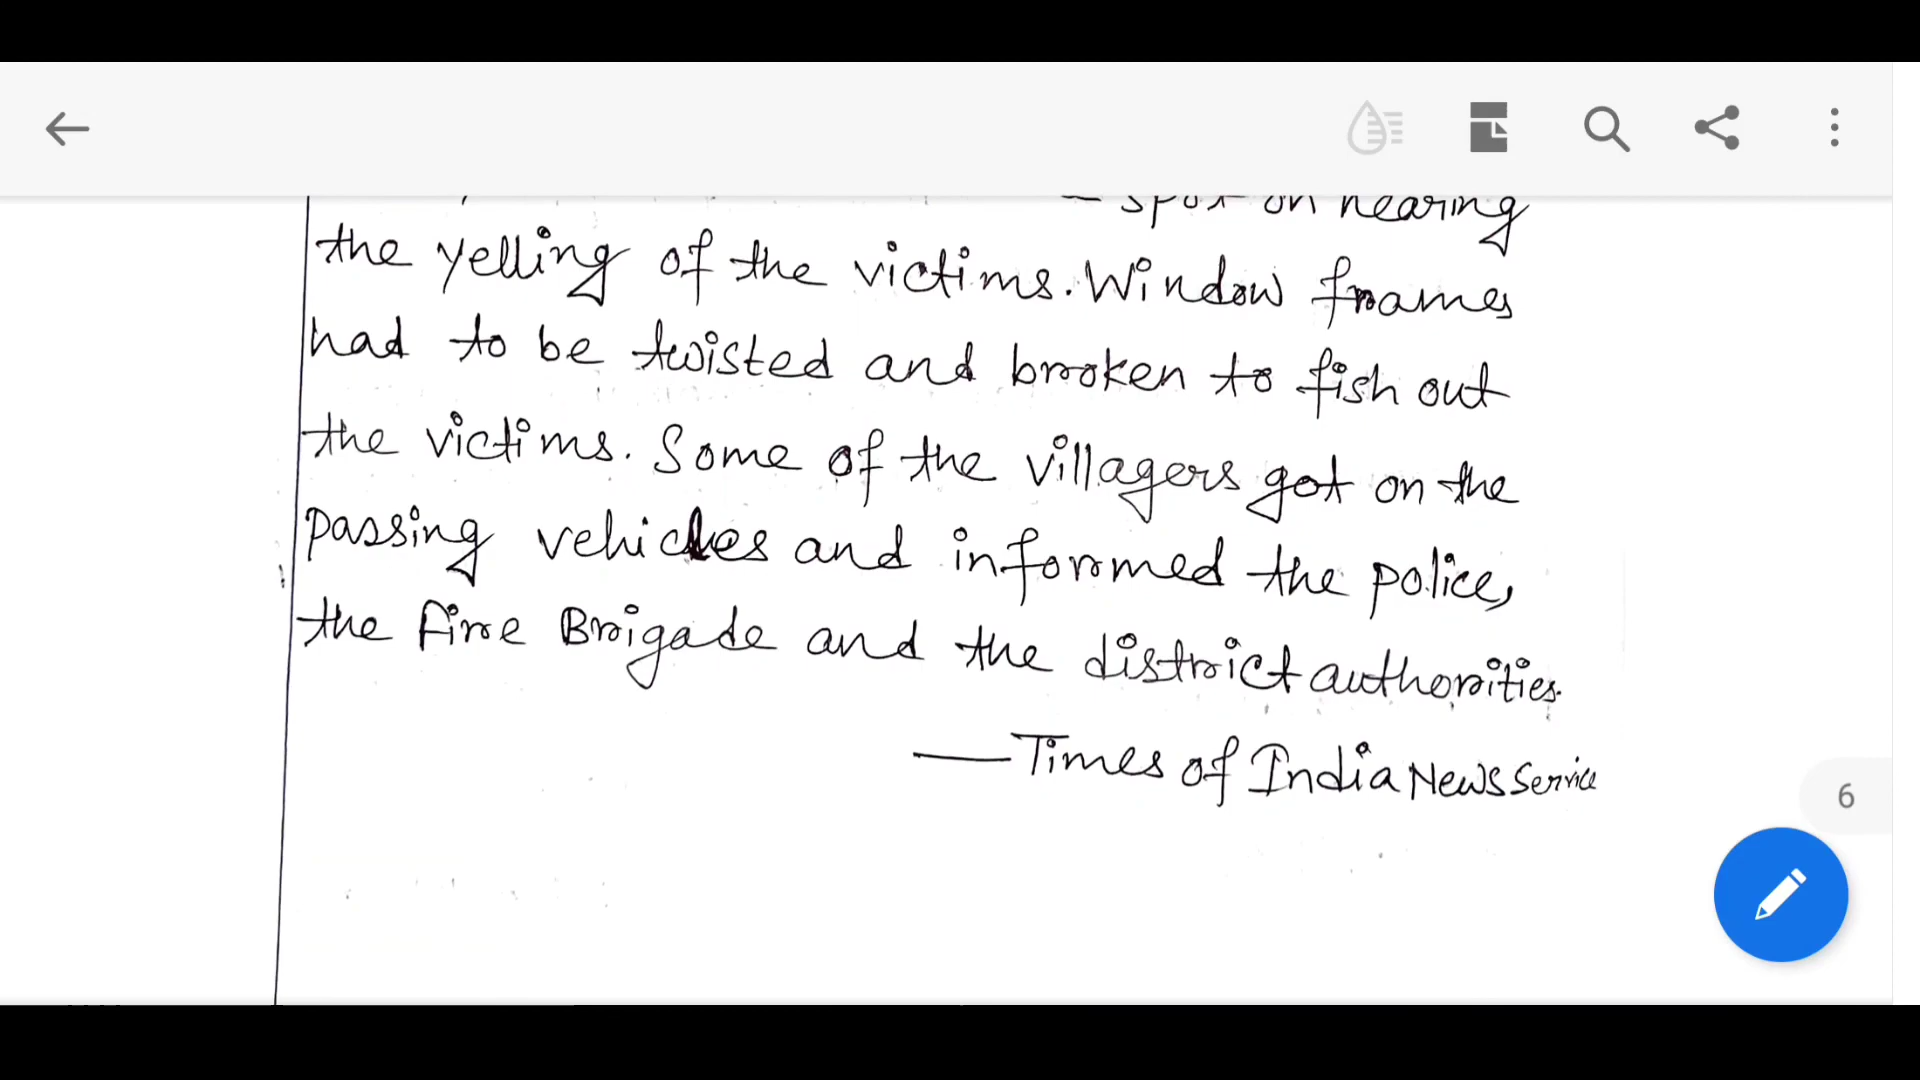 spot on hearing
the yelling of the victims. Window frames
had to be twisted and broken to fish out
the victims. Some of the villagers got on the
passing vehicles and informed the police,
the Fire Brigade and the district authorities.
— Times of India News Service
6